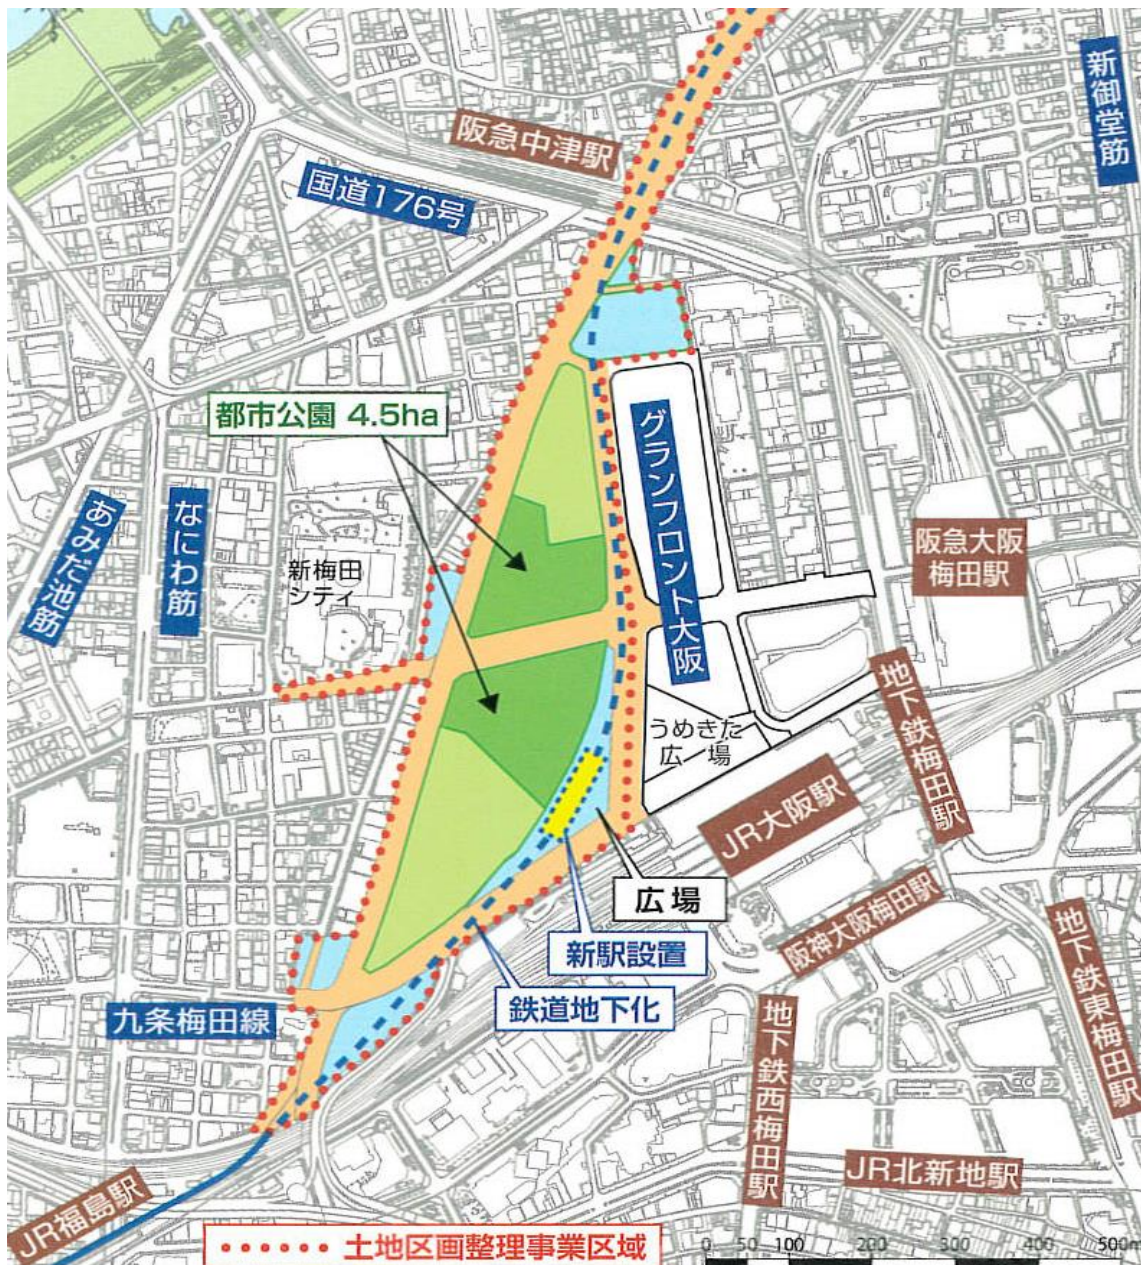 新御堂筋
阪急中津駅
国道176号
都市公園 4.5ha
グランフロント大阪
あみだ池筋
なにわ筋
新梅田
シティ
阪急大阪
梅田駅
地下鉄梅田駅
うめきた
広場
JR大阪駅
広場
阪神大阪梅田駅
新駅設置
地下鉄東梅田駅
鉄道地下化
九条梅田線
地下鉄西梅田駅
JR北新地駅
JR福島駅
土地区画整理事業区域
0 50 100 200 300 400 500m